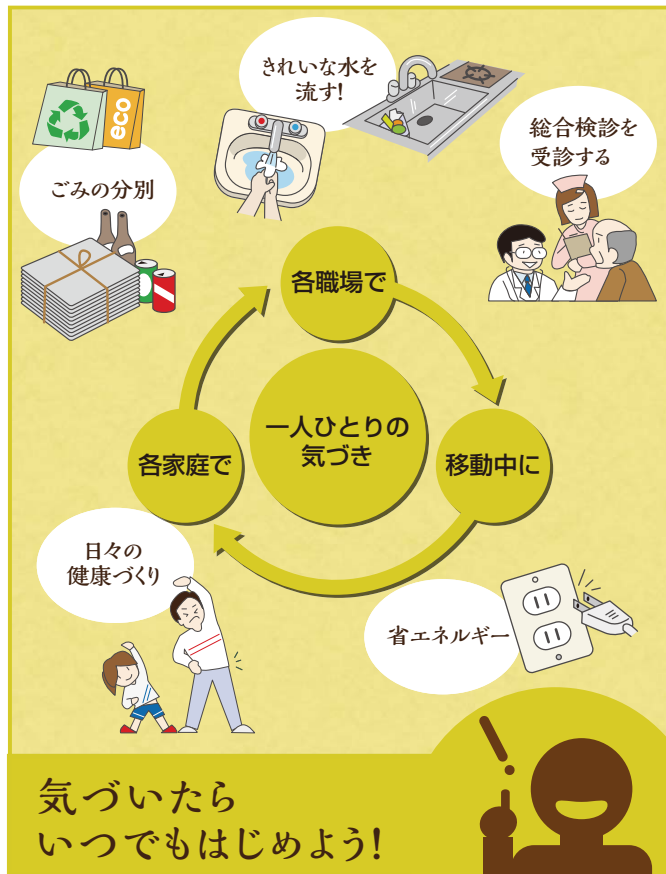 きれいな水を
流す!
eco
総合検診を
受診する
ごみの分別
各職場で
一人ひとりの
気づき
各家庭で
移動中に
日々の
健康づくり
省エネルギー
気づいたら
いつでもはじめよう!